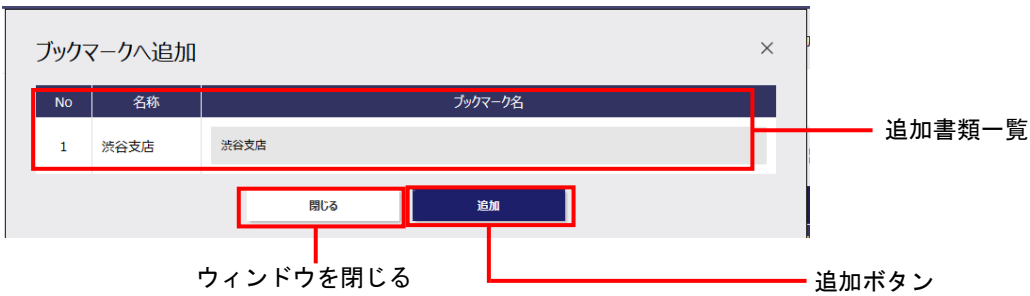 ブックマークへ追加
×
No 名称 ブックマーク名
1 渋谷支店 渋谷支店
追加書類一覧
閉じる 追加
ウィンドウを閉じる
追加ボタン